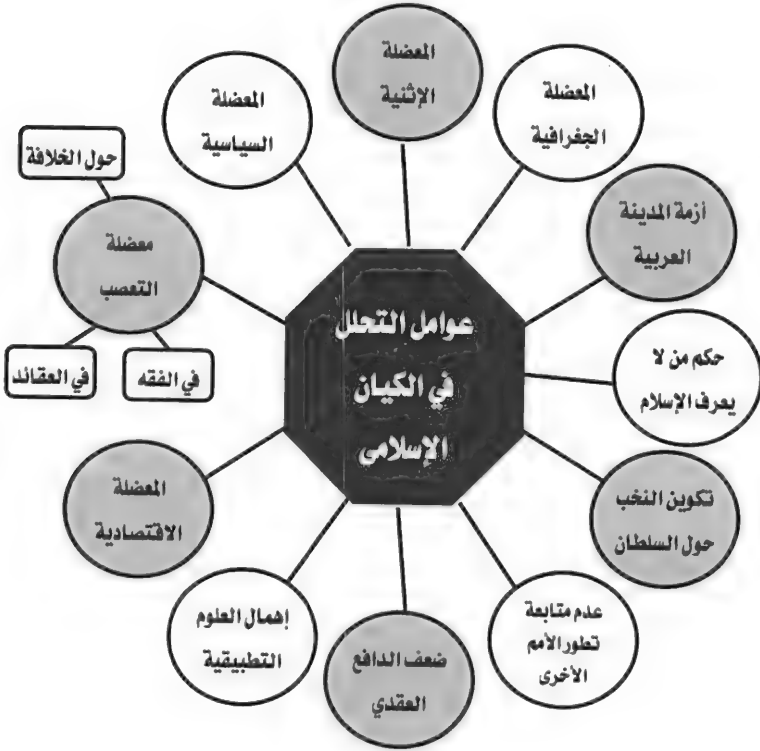 المعضلة
الإثنية
المعضلة
الجغرافية
المعضلة
السياسية
حول الخلافة
أزمة المدينة
العربية
معضلة
التعصب
عوامل التحلل
في الكيان
الإسلامي
حكم من لا
يعرف الإسلام
في الفقه
في العقائد
تكوين النخب
حول السلطان
المعضلة
الاقتصادية
عدم متابعة
تطور الأمم
الأخرى
إهمال العلوم
التطبيقية
ضعف الدافع
العقدي